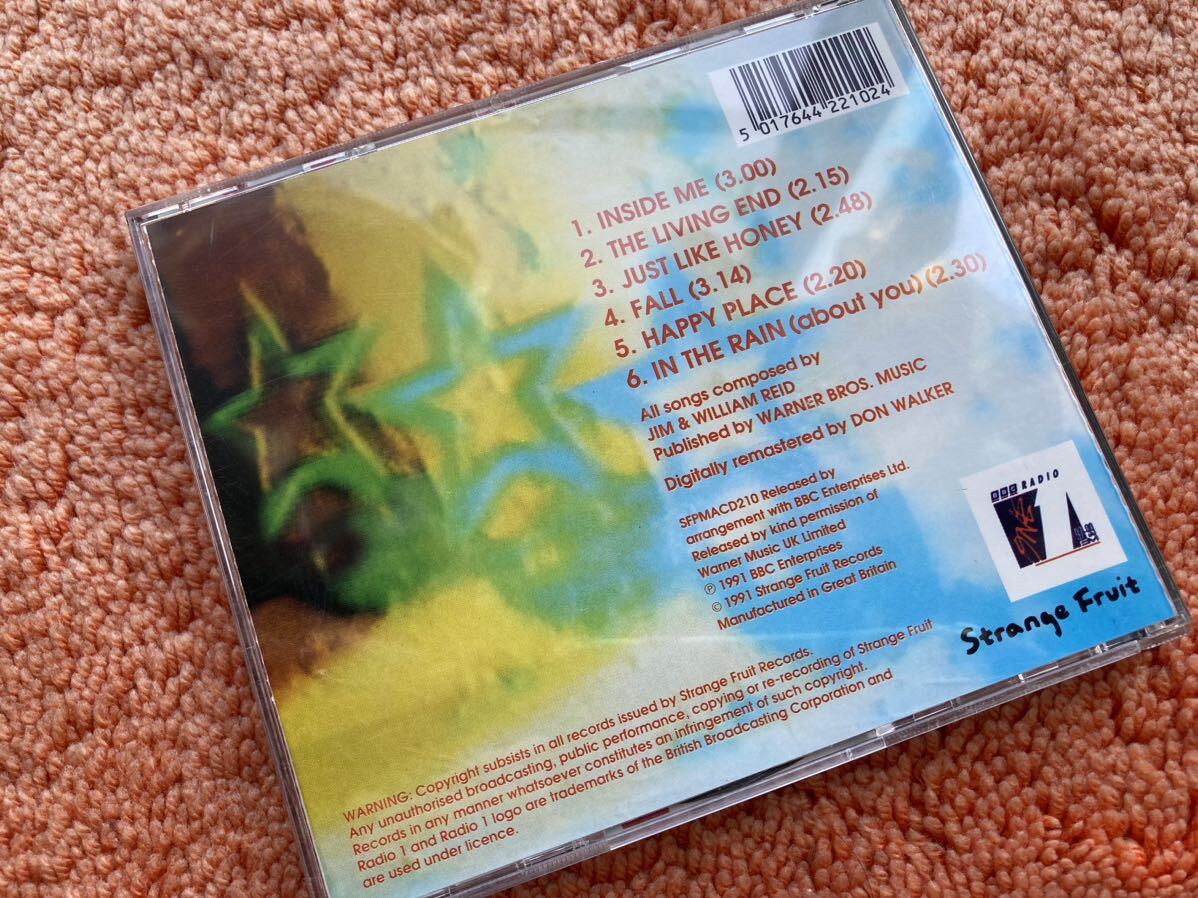 5 017644 221024
1. INSIDE ME (3.00)
2. THE LIVING END (2.15)
3. JUST LIKE HONEY (2.48)
4. FALL (3.14)
5. HAPPY PLACE (2.20)
6. IN THE RAIN (about you) (2.30)
All songs composed by
JIM & WILLIAM REID
Published by WARNER BROS. MUSIC
Digitally remastered by DON WALKER
SFPMACD210 Released by
arrangement with BBC Enterprises Ltd.
Released by kind permission of
Warner Music UK Limited
℗ 1991 BBC Enterprises
© 1991 Strange Fruit Records
Manufactured in Great Britain
BBC RADIO
Strange Fruit
WARNING: Copyright subsists in all records issued by Strange Fruit Records.
Any unauthorised broadcasting, public performance, copying or re-recording of Strange Fruit
Records in any manner whatsoever constitutes an infringement of such copyright.
Radio 1 and Radio 1 logo are trademarks of the British Broadcasting Corporation and
are used under licence.